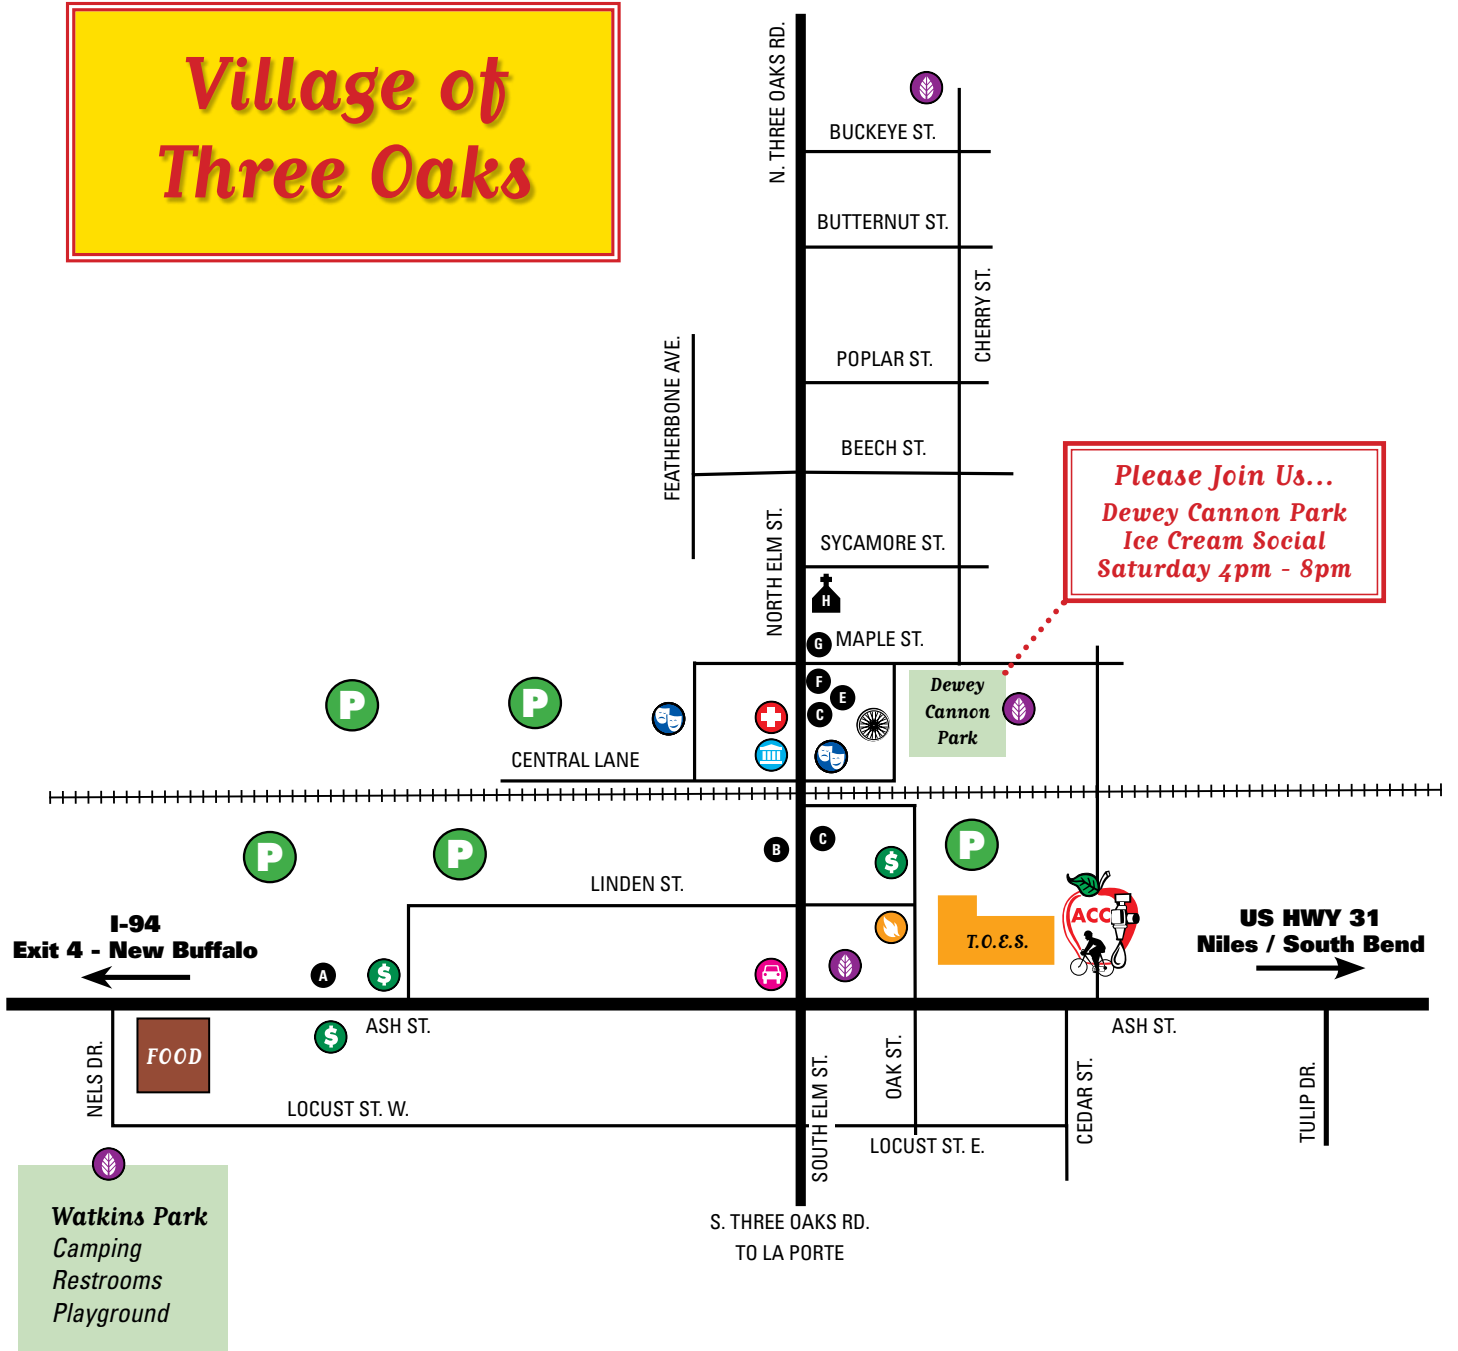 Village of
Three Oaks
N. THREE OAKS RD.
BUCKEYE ST.
BUTTERNUT ST.
CHERRY ST.
POPLAR ST.
FEATHERBONE AVE.
BEECH ST.
Please Join Us...
Dewey Cannon Park
Ice Cream Social
Saturday 4pm - 8pm
NORTH ELM ST.
SYCAMORE ST.
H
G
MAPLE ST.
F
E
C
Dewey
Cannon
Park
P
P
CENTRAL LANE
P
P
B
C
$
P
LINDEN ST.
I-94
Exit 4 - New Buffalo
A
$
T.O.E.S.
ACC
US HWY 31
Niles / South Bend
ASH ST.
$
ASH ST.
NELS DR.
FOOD
LOCUST ST. W.
SOUTH ELM ST.
OAK ST.
LOCUST ST. E.
CEDAR ST.
TULIP DR.
S. THREE OAKS RD.
TO LA PORTE
Watkins Park
Camping
Restrooms
Playground